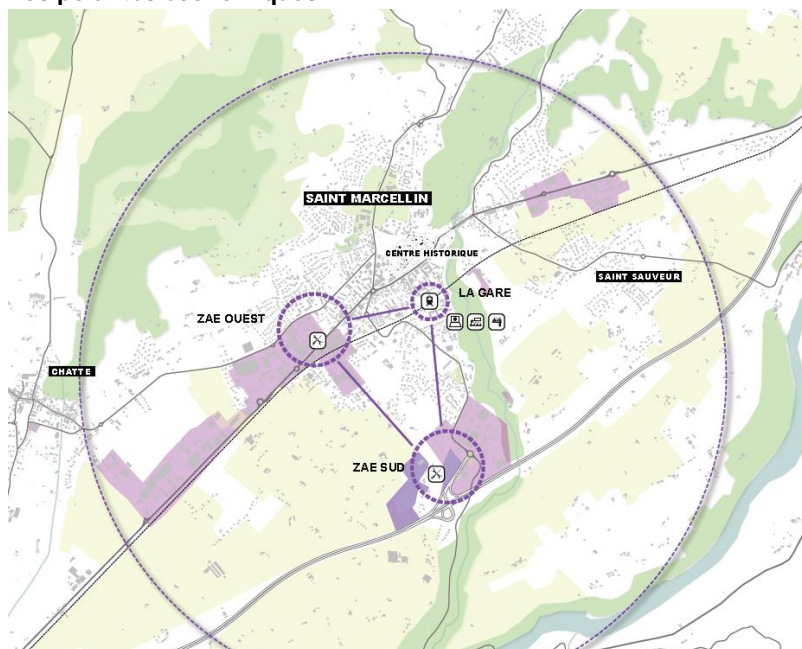 SAINT MARCELLIN
CENTRE HISTORIQUE
SAINT SAUVEUR
LA GARE
ZAE OUEST
CHATTE
ZAE SUD